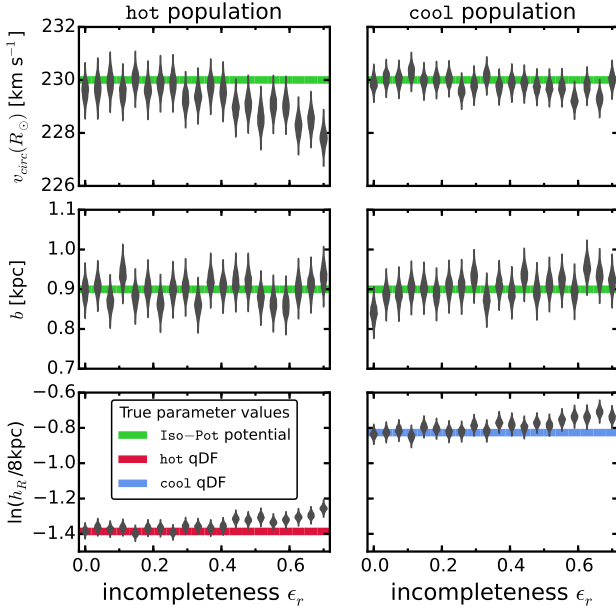 hot population
cool population
v_circ(R_⊙) [km s⁻¹]
232
230
228
226
b [kpc]
1.1
1.0
0.9
0.8
0.7
ln(h_R/8kpc)
−0.6
−0.8
−1.0
−1.2
−1.4
True parameter values
Iso−Pot potential
hot qDF
cool qDF
0.0 0.2 0.4 0.6
0.0 0.2 0.4 0.6
incompleteness ϵ_r
incompleteness ϵ_r